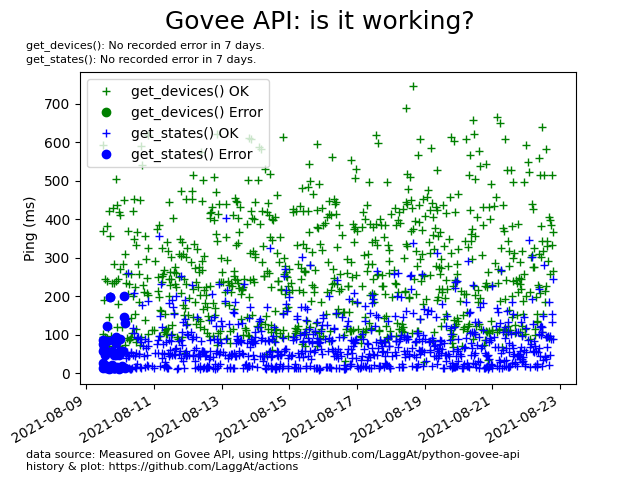 Govee API: is it working?
get_devices(): No recorded error in 7 days.
get_states(): No recorded error in 7 days.
get_devices() OK
get_devices() Error
get_states() OK
get_states() Error
Ping (ms)
700
600
500
400
300
200
100
0
2021-08-09
2021-08-11
2021-08-13
2021-08-15
2021-08-17
2021-08-19
2021-08-21
2021-08-23
data source: Measured on Govee API, using https://github.com/LaggAt/python-govee-api
history & plot: https://github.com/LaggAt/actions